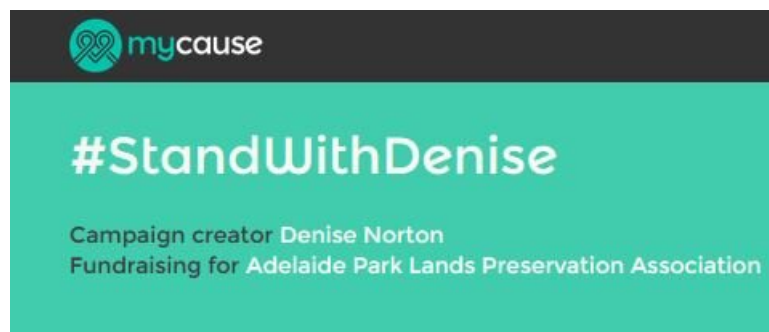 mycause
#StandWithDenise
Campaign creator Denise Norton
Fundraising for Adelaide Park Lands Preservation Association